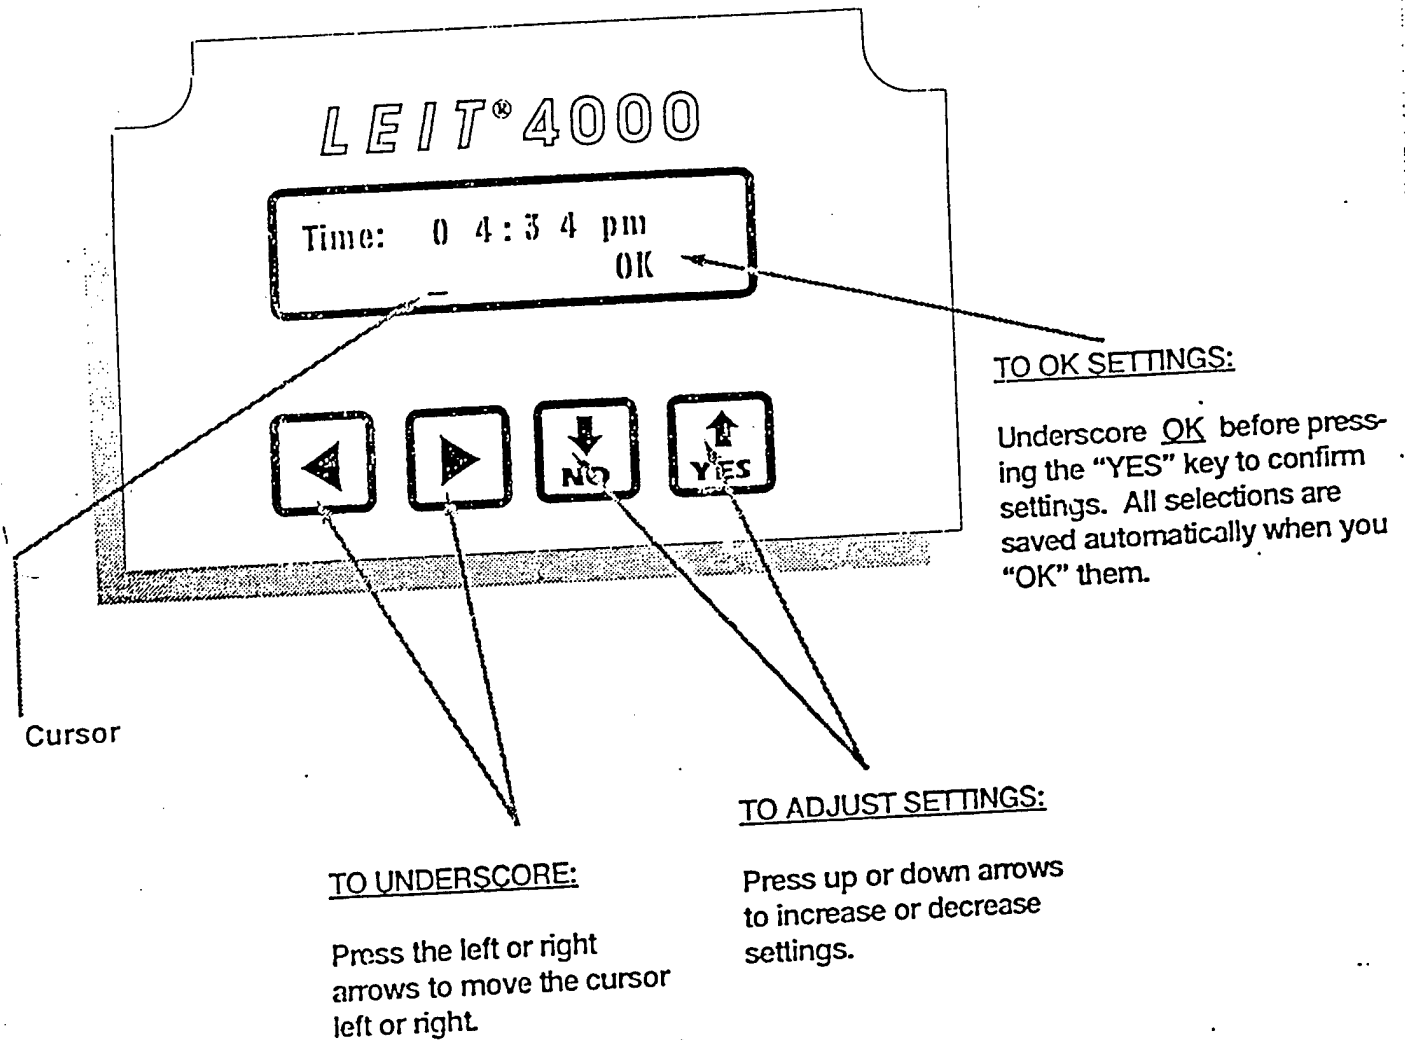 LEIT® 4000
Time: 0 4:3 4 pm
OK
NO
YES
TO OK SETTINGS:
Underscore OK before press-
ing the “YES” key to confirm
settings. All selections are
saved automatically when you
“OK” them.
Cursor
TO ADJUST SETTINGS:
Press up or down arrows
to increase or decrease
settings.
TO UNDERSCORE:
Press the left or right
arrows to move the cursor
left or right.